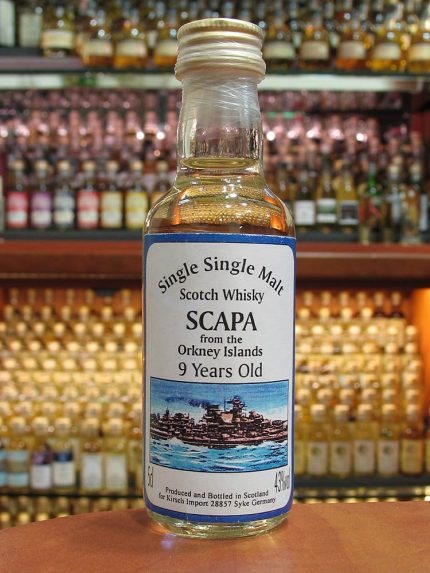 Single Single Malt
Scotch Whisky
SCAPA
from the
Orkney Islands
9 Years Old
5cl 43%vol
Produced and Bottled in Scotland
for Kirsch Import 28857 Syke Germany